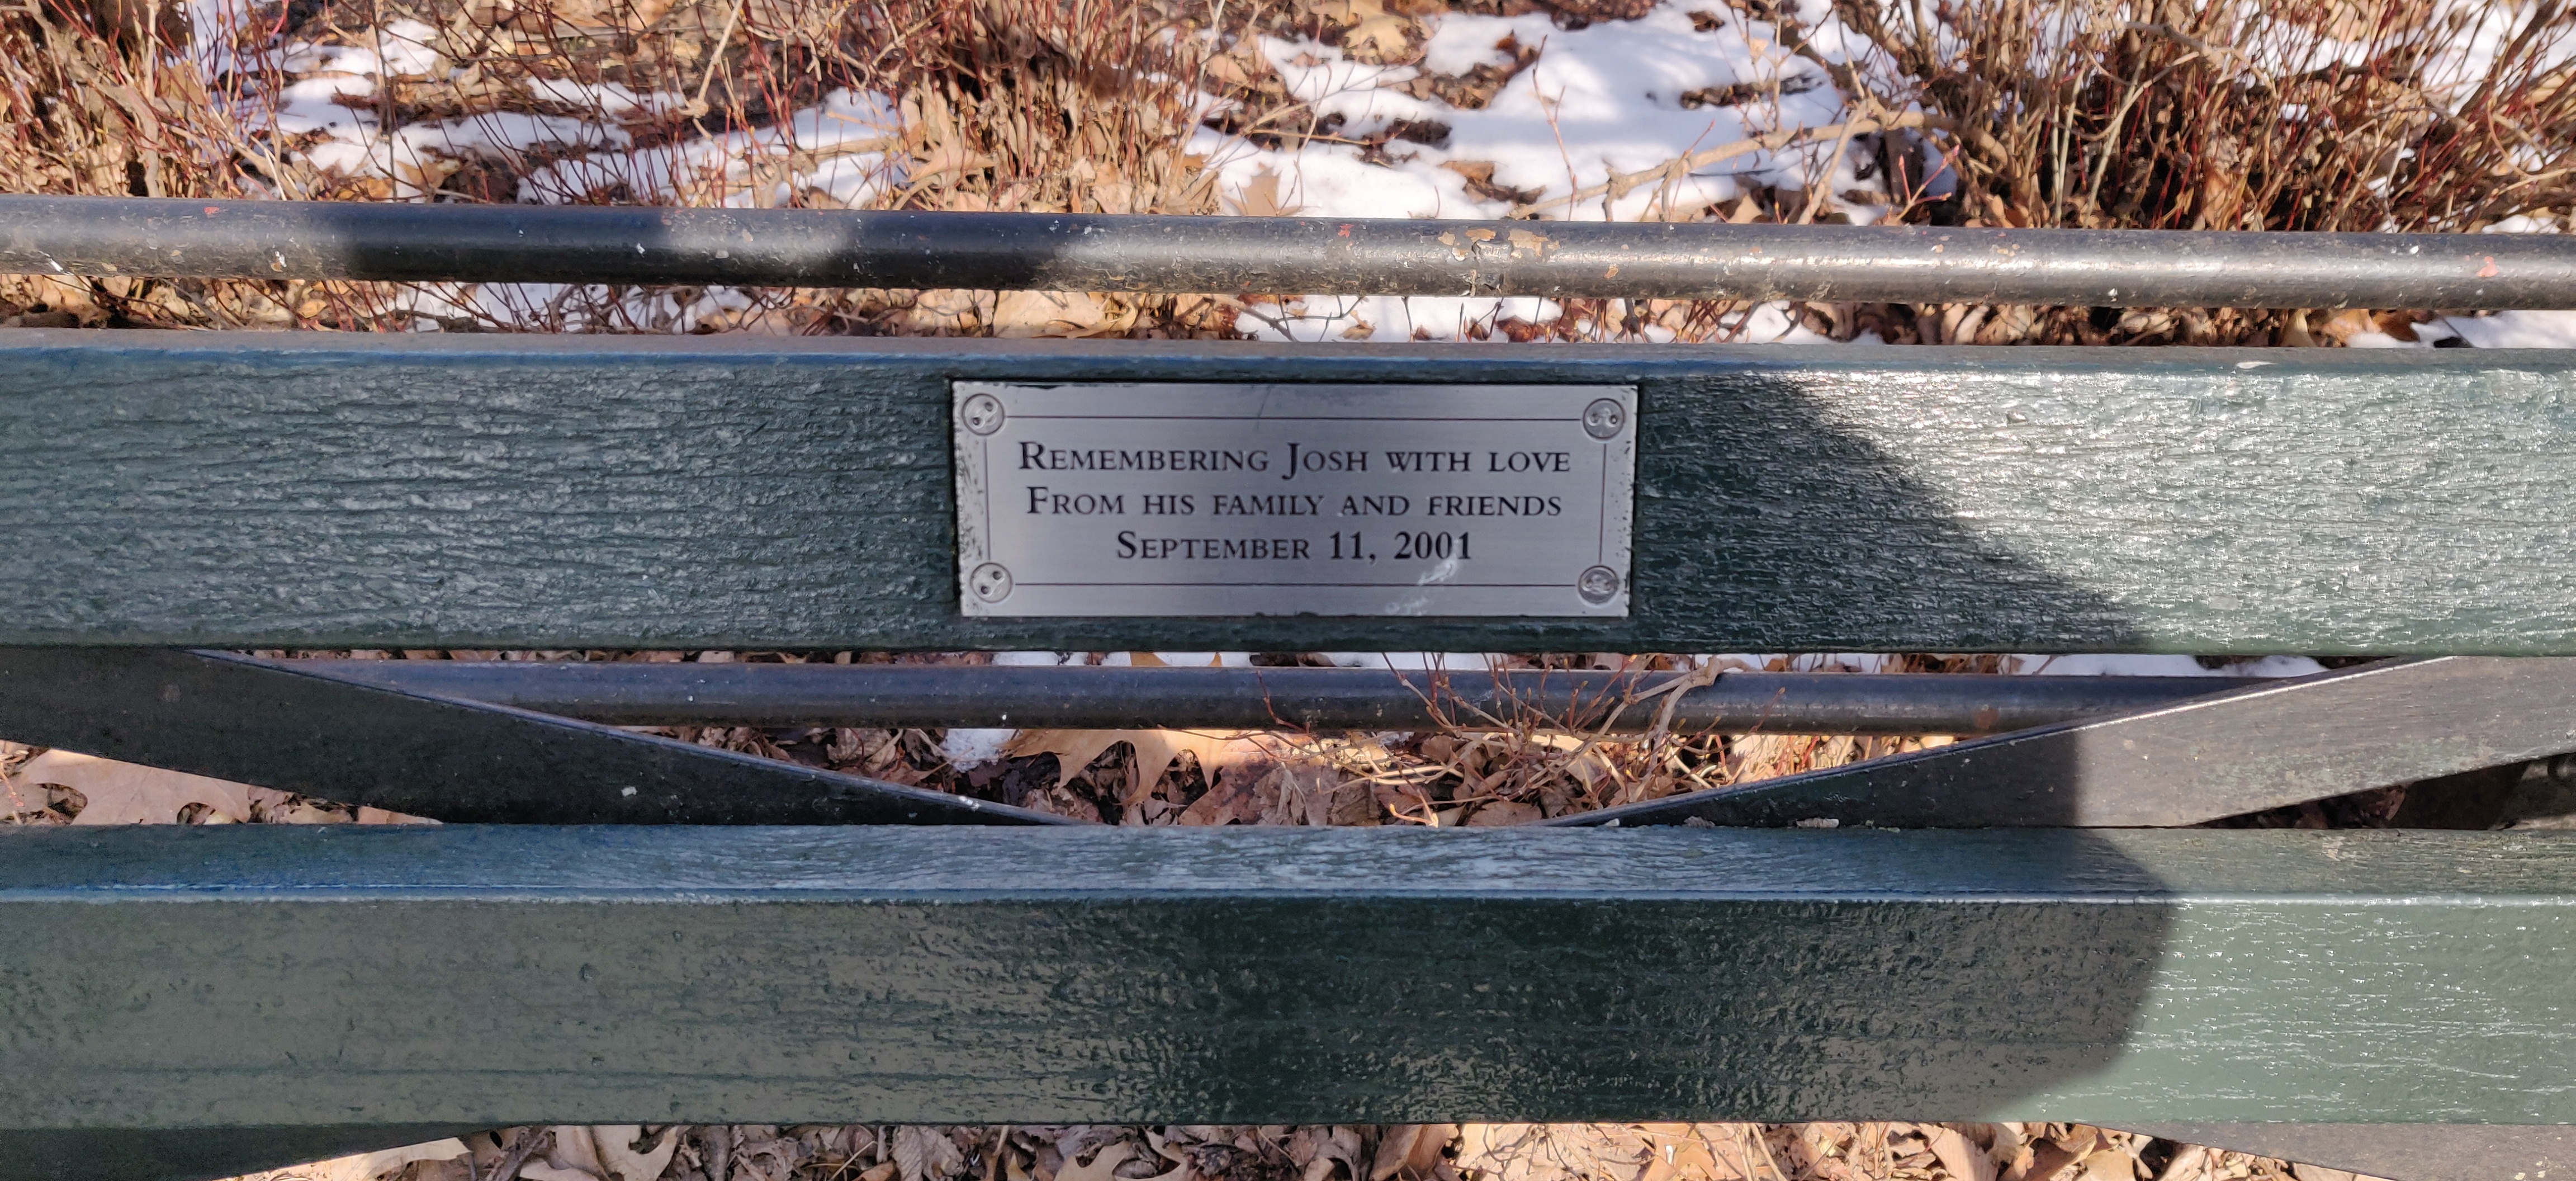 Remembering Josh with love
From his family and friends
September 11, 2001